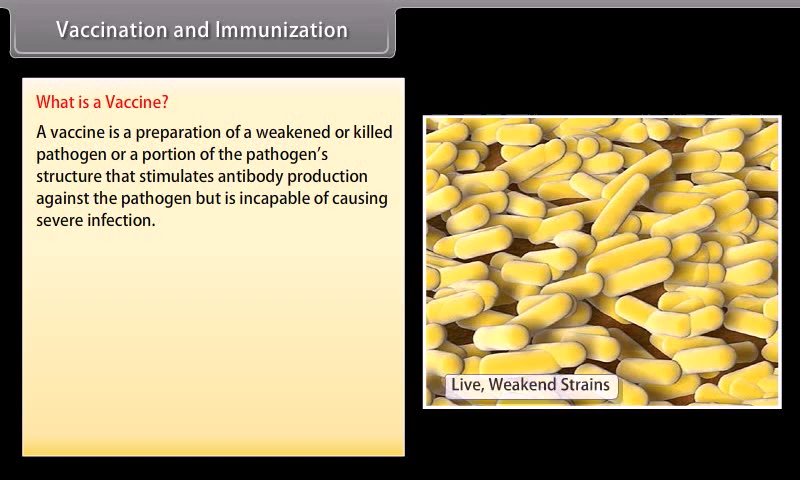 Vaccination and Immunization
What is a Vaccine?
A vaccine is a preparation of a weakened or killed
pathogen or a portion of the pathogen's
structure that stimulates antibody production
against the pathogen but is incapable of causing
severe infection.
Live, Weakend Strains